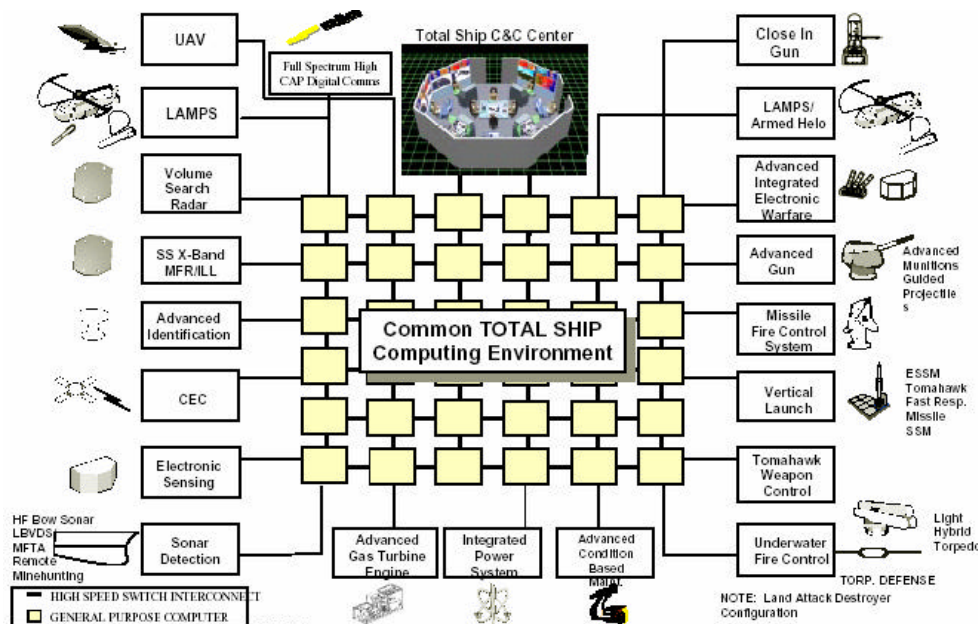 UAV
Full Spectrum High
CAP Digital Comms
Total Ship C&C Center
Close In
Gun
LAMPS
LAMPS/
Armed Helo
Volume
Search
Radar
Advanced
Integrated
Electronic
Warfare
SS X-Band
MFR/ILL
Advanced
Gun
Advanced
Munitions
Guided
Projectile
s
Advanced
Identification
Common TOTAL SHIP
Computing Environment
Missile
Fire Control
System
CEC
Vertical
Launch
ESSM
Tomahawk
Fast Resp.
Missile
SSM
Electronic
Sensing
Tomahawk
Weapon
Control
HF Bow Sonar
LBVDS
MFTA
Remote
Minehunting
Sonar
Detection
Advanced
Gas Turbine
Engine
Integrated
Power
System
Advanced
Condition
Based
Maint.
Underwater
Fire Control
Light
Hybrid
Torpedo
TORP. DEFENSE
HIGH SPEED SWITCH INTERCONNECT
GENERAL PURPOSE COMPUTER
NOTE: Land Attack Destroyer
Configuration